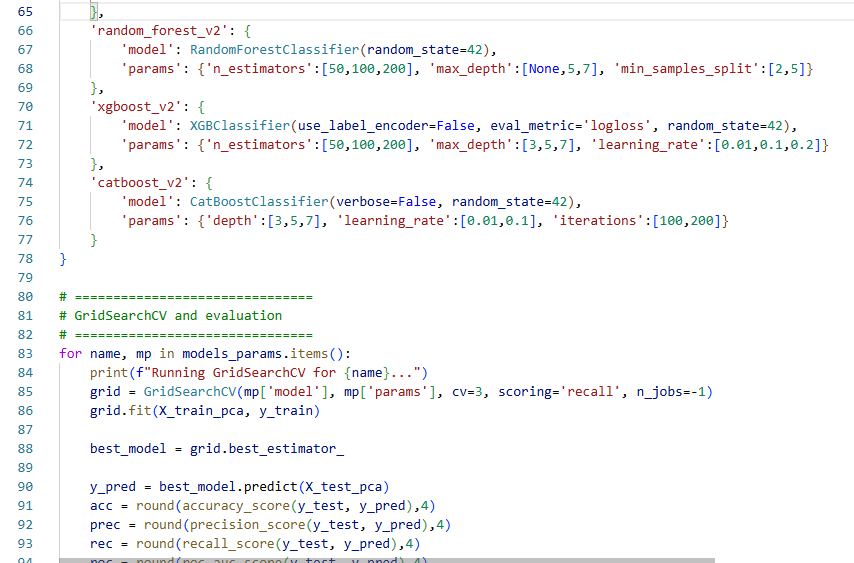 65 },
66 'random_forest_v2': {
67 'model': RandomForestClassifier(random_state=42),
68 'params': {'n_estimators':[50,100,200], 'max_depth':[None,5,7], 'min_samples_split':[2,5]}
69 },
70 'xgboost_v2': {
71 'model': XGBClassifier(use_label_encoder=False, eval_metric='logloss', random_state=42),
72 'params': {'n_estimators':[50,100,200], 'max_depth':[3,5,7], 'learning_rate':[0.01,0.1,0.2]}
73 },
74 'catboost_v2': {
75 'model': CatBoostClassifier(verbose=False, random_state=42),
76 'params': {'depth':[3,5,7], 'learning_rate':[0.01,0.1], 'iterations':[100,200]}
77 }
78 }
79
80 # ===============================
81 # GridSearchCV and evaluation
82 # ===============================
83 for name, mp in models_params.items():
84 print(f"Running GridSearchCV for {name}...")
85 grid = GridSearchCV(mp['model'], mp['params'], cv=3, scoring='recall', n_jobs=-1)
86 grid.fit(X_train_pca, y_train)
87
88 best_model = grid.best_estimator_
89
90 y_pred = best_model.predict(X_test_pca)
91 acc = round(accuracy_score(y_test, y_pred),4)
92 prec = round(precision_score(y_test, y_pred),4)
93 rec = round(recall_score(y_test, y_pred),4)